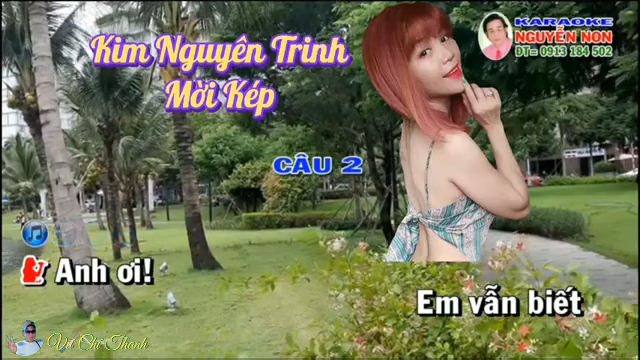 Kim Nguyên Trinh
Mời Kép
KARAOKE
NGUYỄN NON
ĐT= 0913 184 502
CÂU 2
Anh ơi!
Em vẫn biết
Vũ Chí Thanh